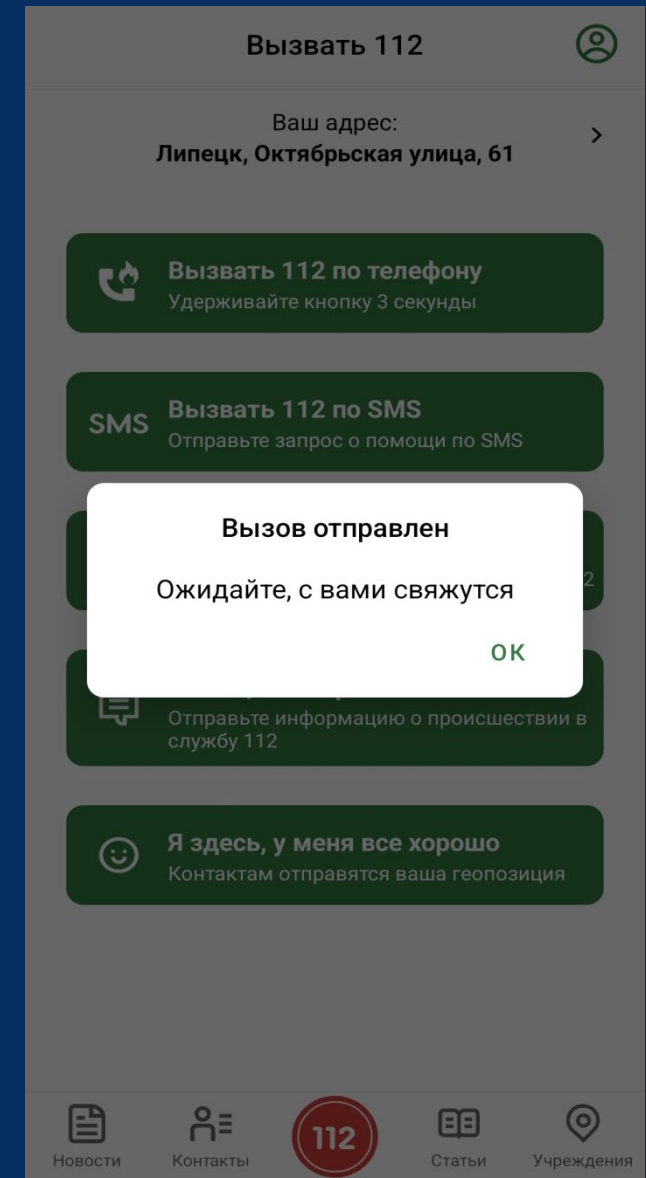 Вызвать 112
Ваш адрес:
Липецк, Октябрьская улица, 61
Вызвать 112 по телефону
Удерживайте кнопку 3 секунды
SMS
Вызвать 112 по SMS
Отправьте запрос о помощи по SMS
2
Вызов отправлен
Ожидайте, с вами свяжутся
ОК
Отправьте информацию о происшествии в
службу 112
Я здесь, у меня все хорошо
Контактам отправятся ваша геопозиция
Новости
Контакты
112
Статьи
Учреждения